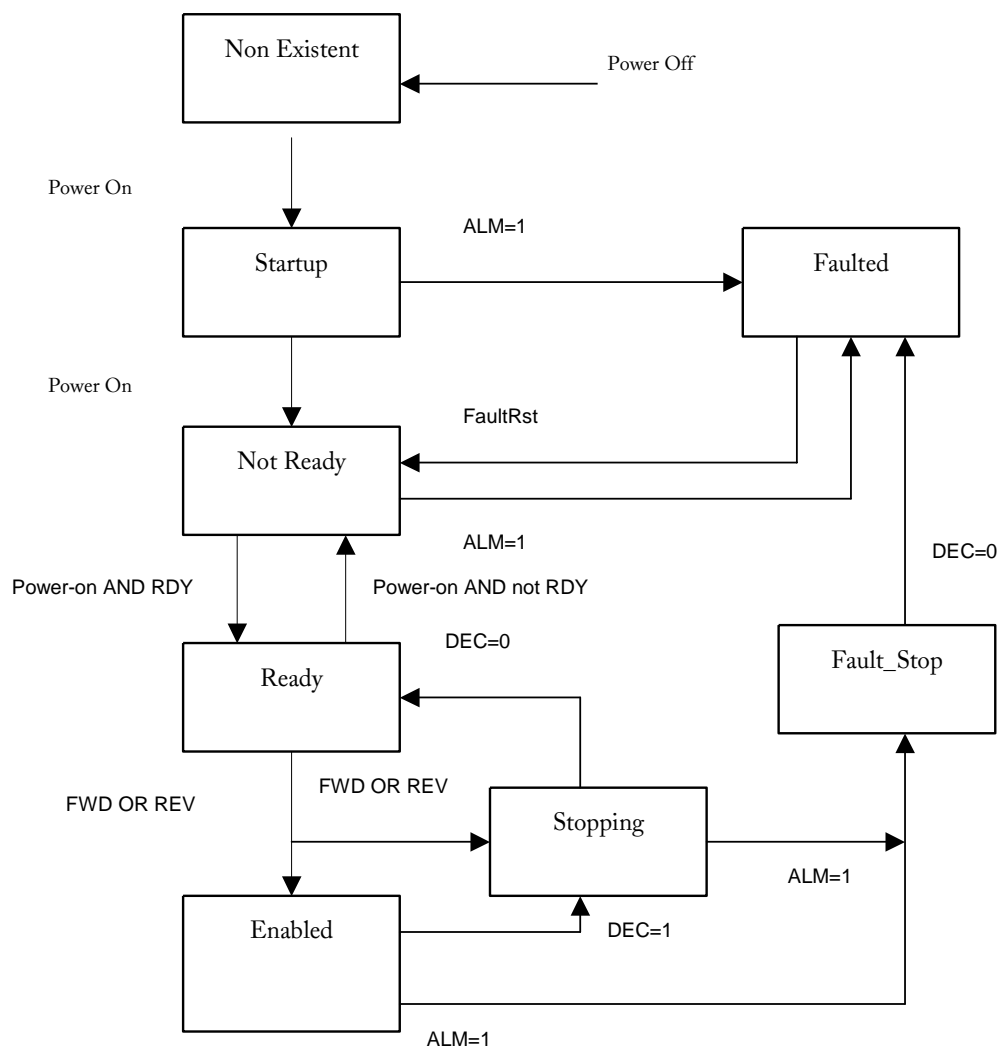 Non Existent
Power Off
Power On
ALM=1
Startup
Faulted
Power On
FaultRst
Not Ready
ALM=1
DEC=0
Power-on AND RDY
Power-on AND not RDY
DEC=0
Fault_Stop
Ready
FWD OR REV
FWD OR REV
Stopping
ALM=1
Enabled
DEC=1
ALM=1